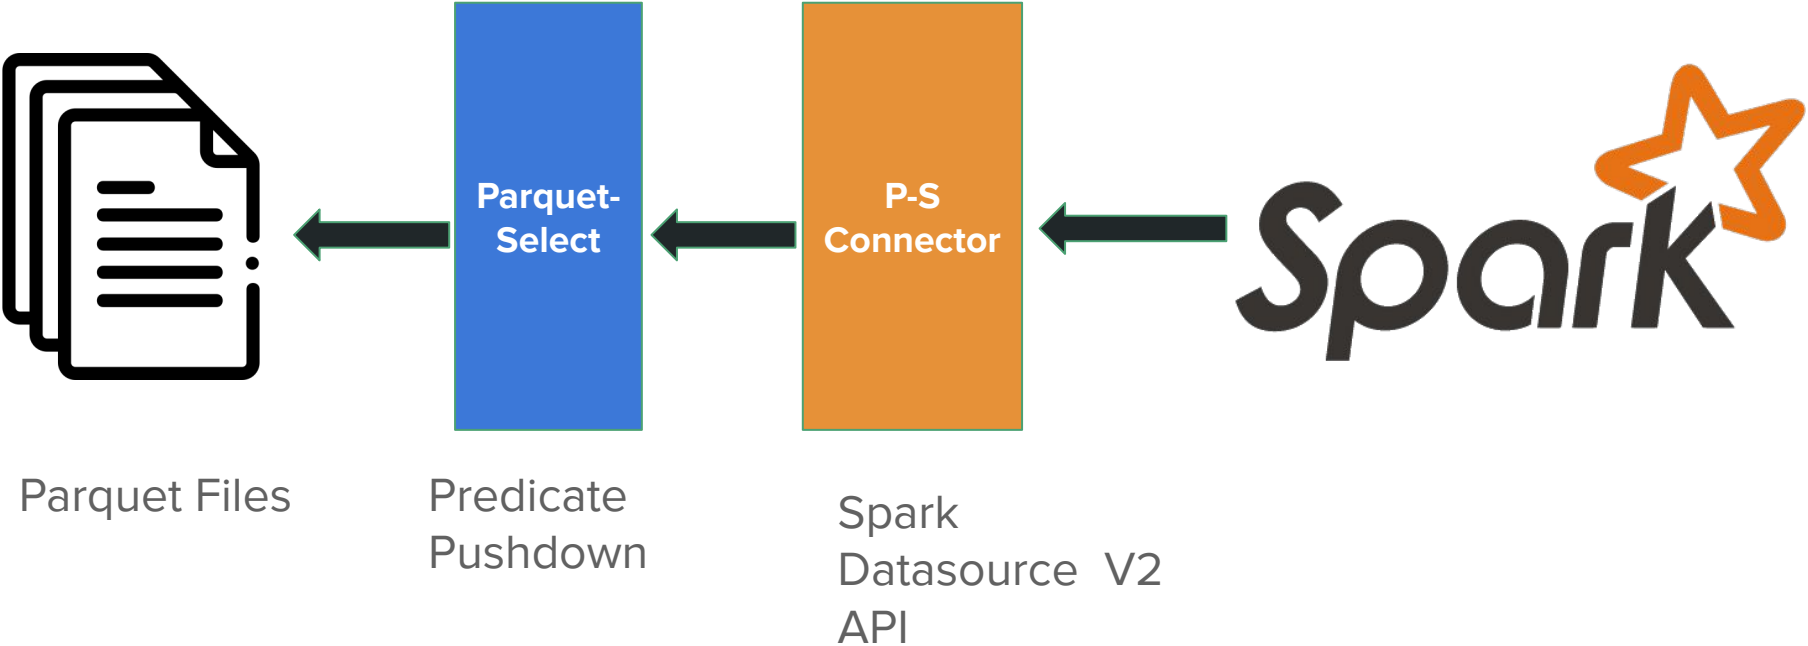 Parquet-
Select
P-S
Connector
Spark
Parquet Files
Predicate
Pushdown
Spark
Datasource V2
API